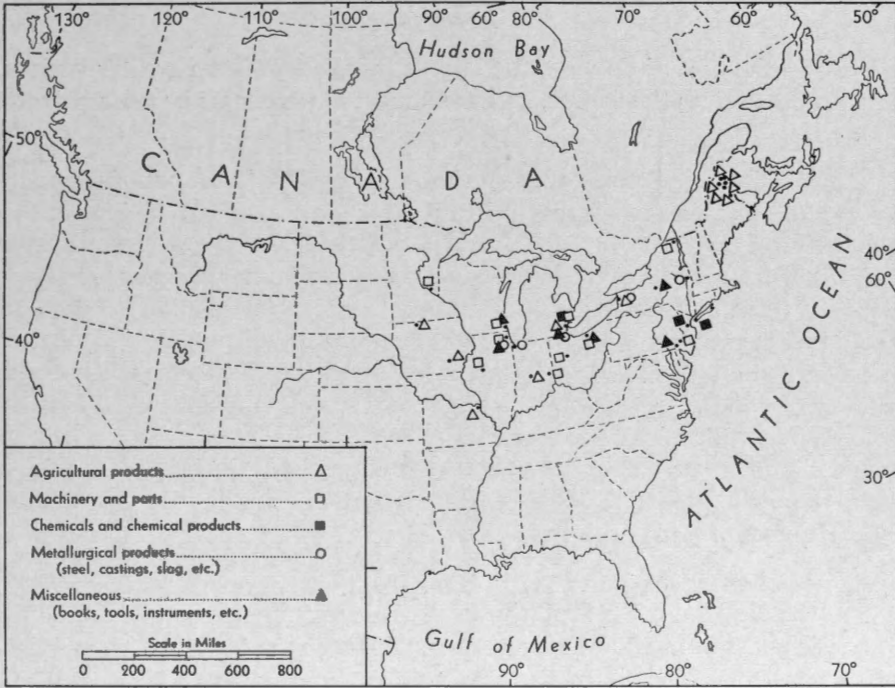 130° 120° 110° 100° 90° 60° 80° 70° 60° 50°
Hudson Bay
50°
CANADA
40°
60°
40°
ATLANTIC OCEAN
30°
Agricultural products
Machinery and parts
Chemicals and chemical products
Metallurgical products
(steel, castings, slag, etc.)
Miscellaneous
(books, tools, instruments, etc.)
Scale in Miles
0 200 400 600 800
Gulf of Mexico
90° 80° 70°